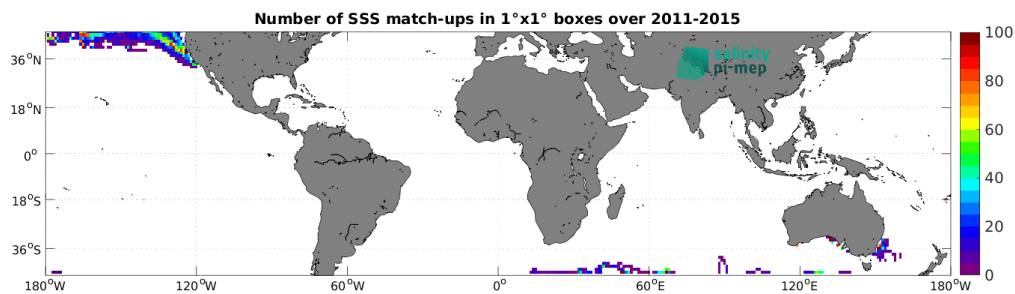 Number of SSS match-ups in 1°x1° boxes over 2011-2015
salinity
pi-mep
100
80
60
40
20
0
36°N
18°N
0°
18°S
36°S
180°W 120°W 60°W 0° 60°E 120°E 180°W